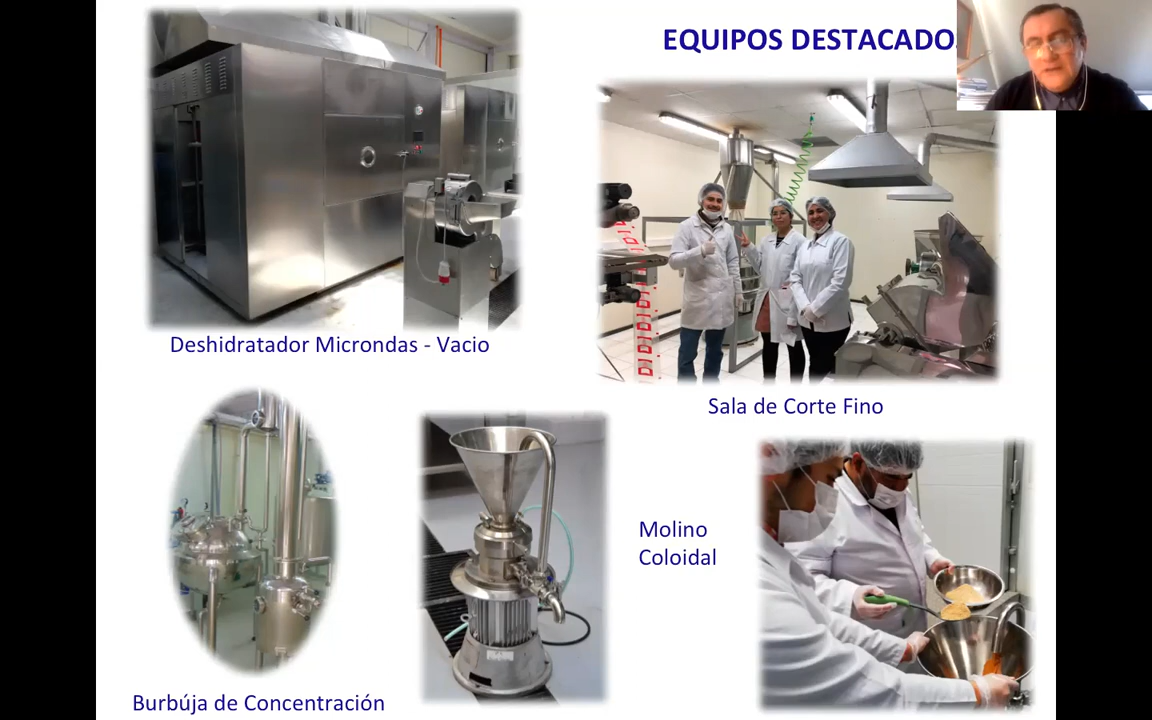 EQUIPOS DESTACADOS
Deshidratador Microndas - Vacio
Sala de Corte Fino
Molino
Coloidal
Burbúja de Concentración